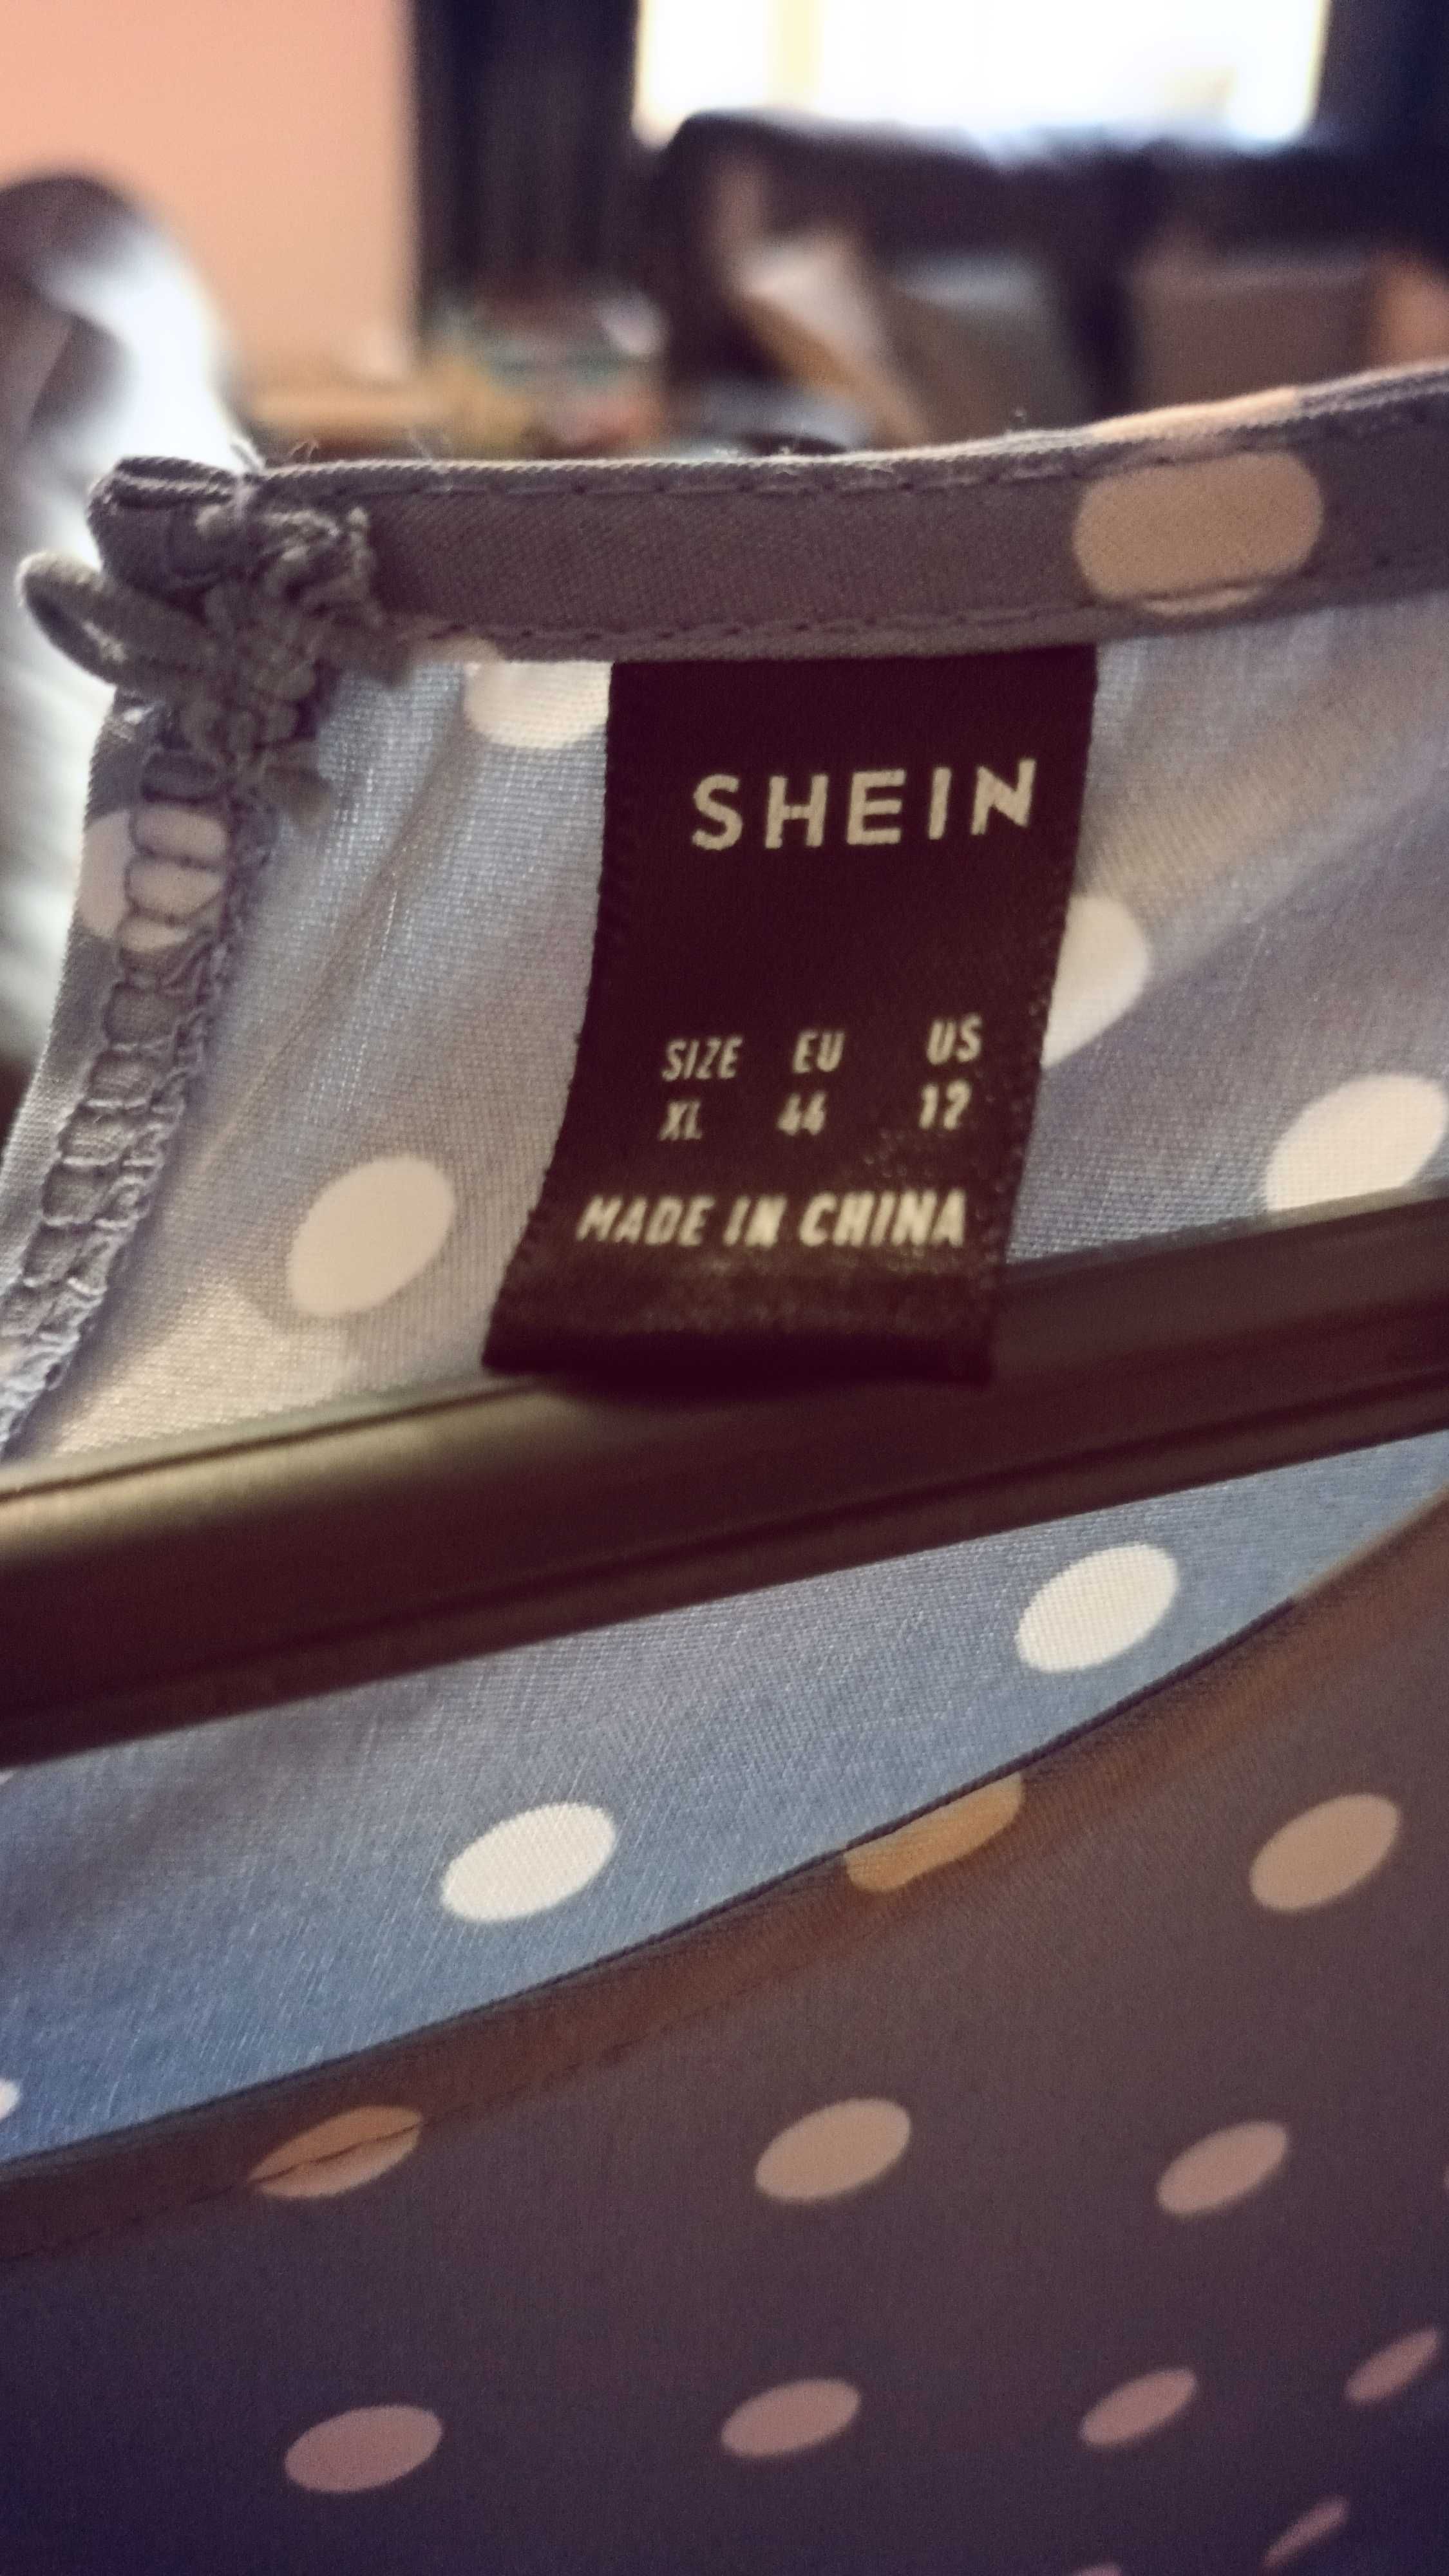 SHEIN
SIZE EU US
XL 44 12
MADE IN CHINA